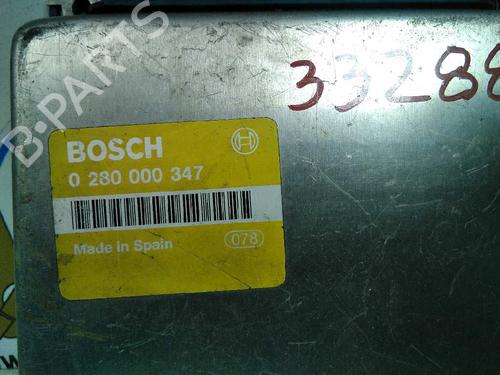 B-PARTS
33288
BOSCH
0 280 000 347
Made in Spain 078